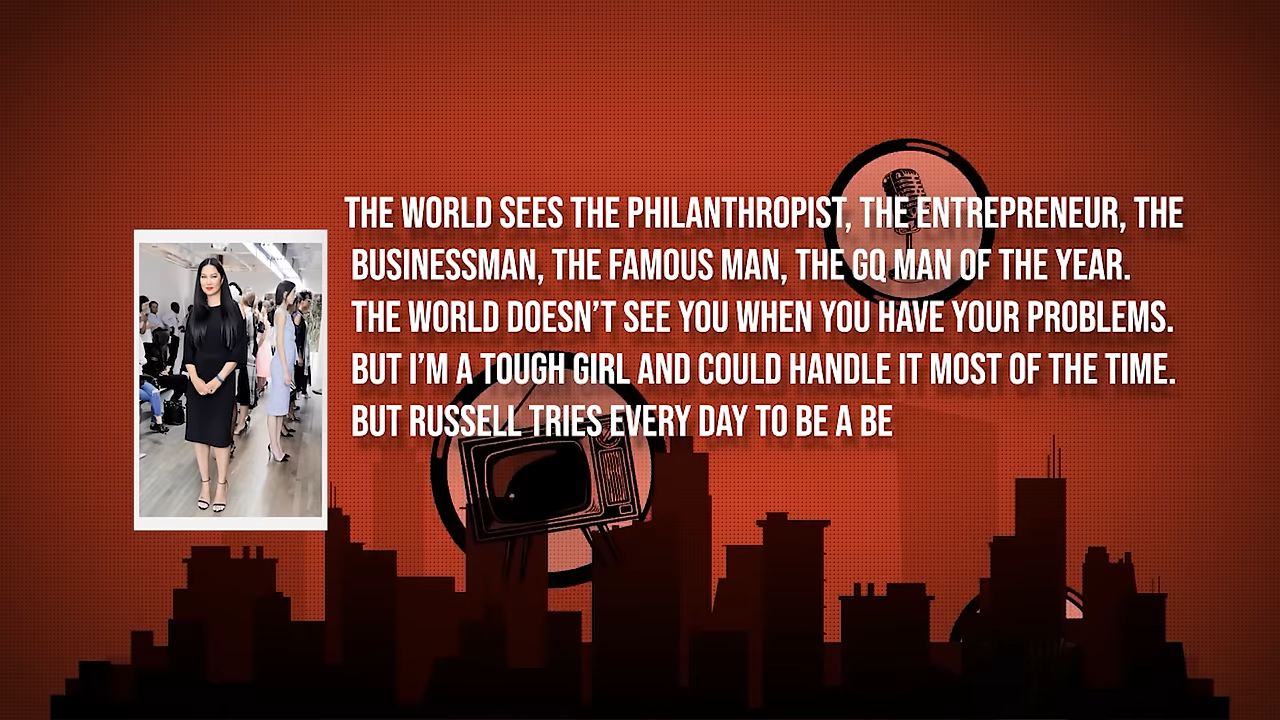 THE WORLD SEES THE PHILANTHROPIST, THE ENTREPRENEUR, THE
BUSINESSMAN, THE FAMOUS MAN, THE GQ MAN OF THE YEAR.
THE WORLD DOESN’T SEE YOU WHEN YOU HAVE YOUR PROBLEMS.
BUT I’M A TOUGH GIRL AND COULD HANDLE IT MOST OF THE TIME.
BUT RUSSELL TRIES EVERY DAY TO BE A BE